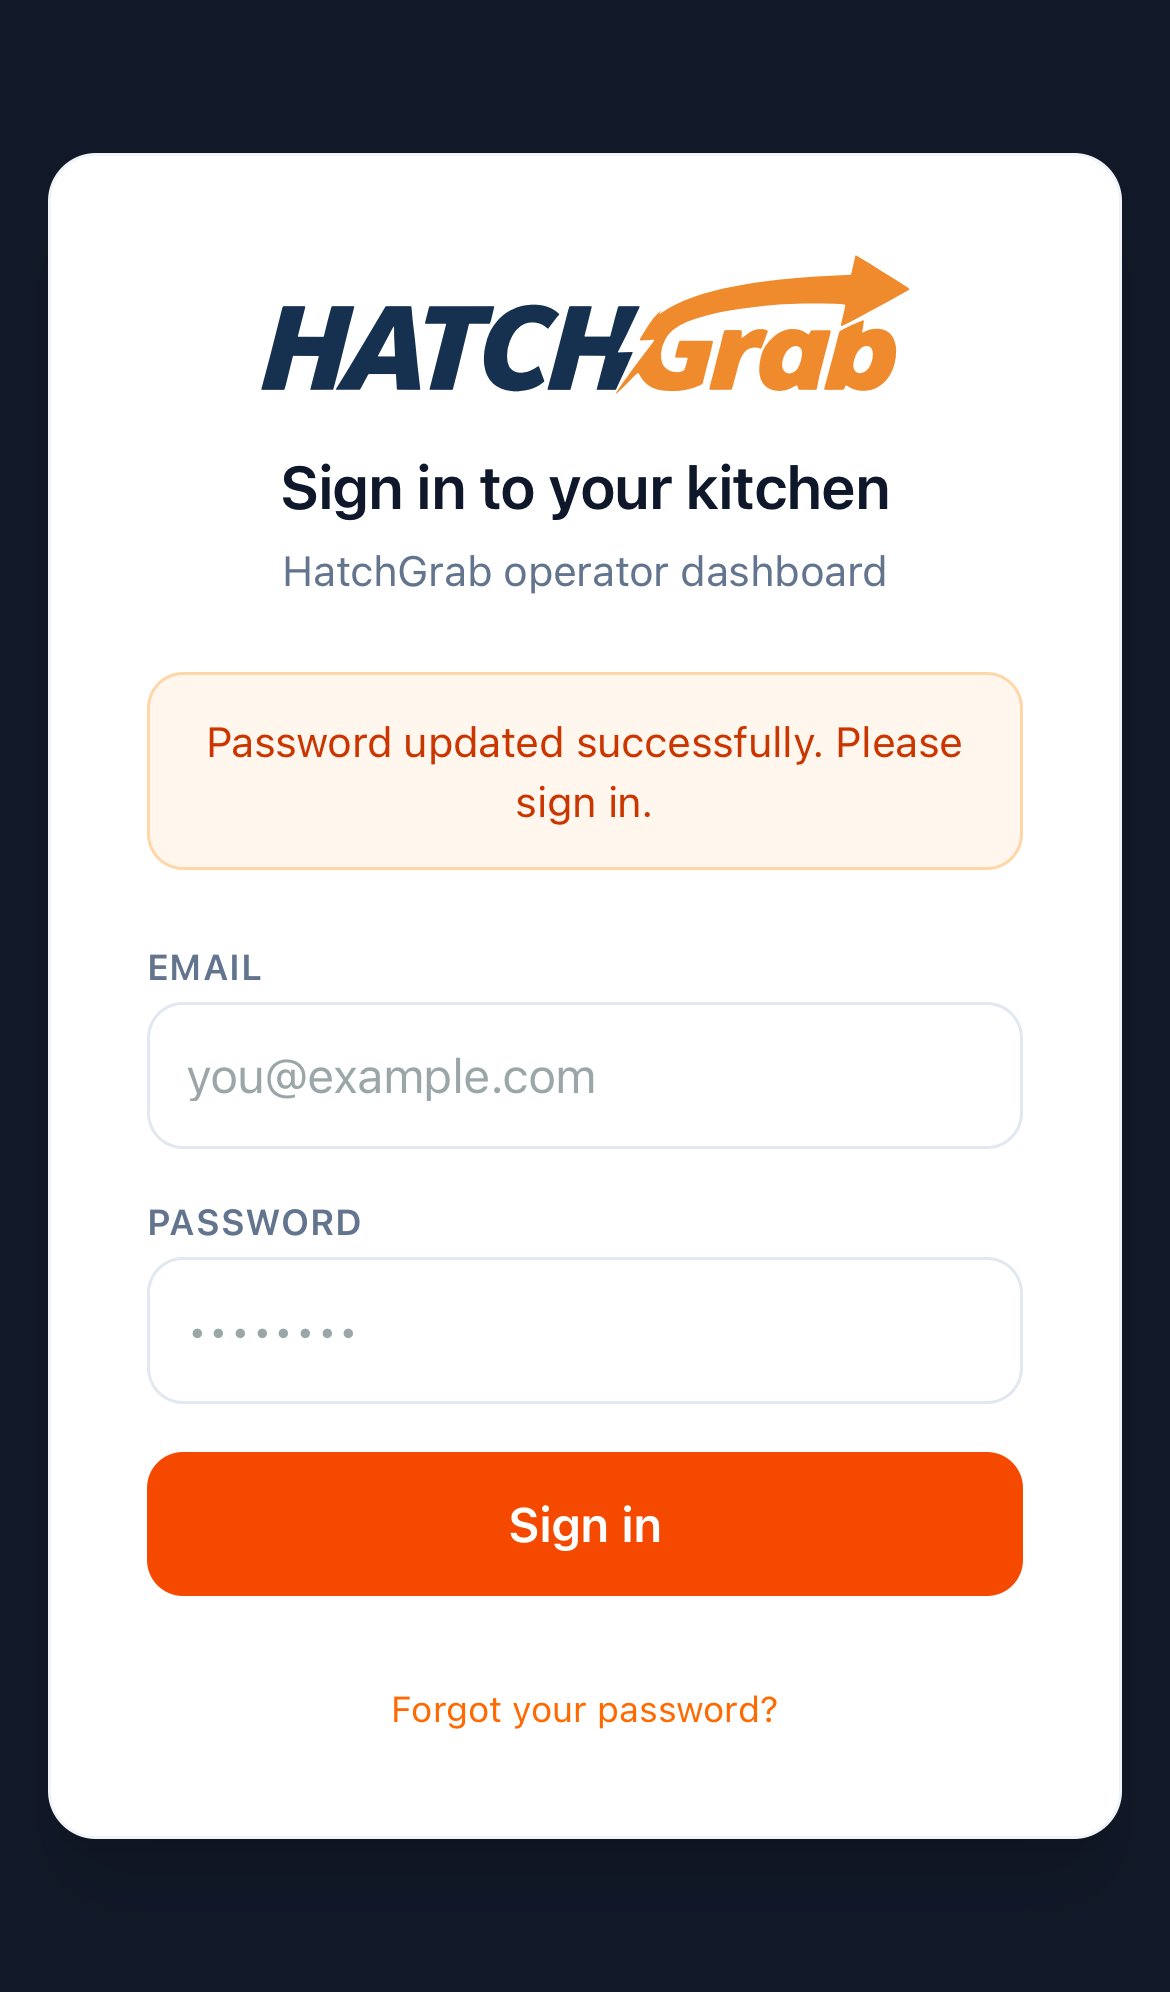 HATCHGrab
Sign in to your kitchen
HatchGrab operator dashboard
Password updated successfully. Please
sign in.
EMAIL
you@example.com
PASSWORD
••••••••
Sign in
Forgot your password?